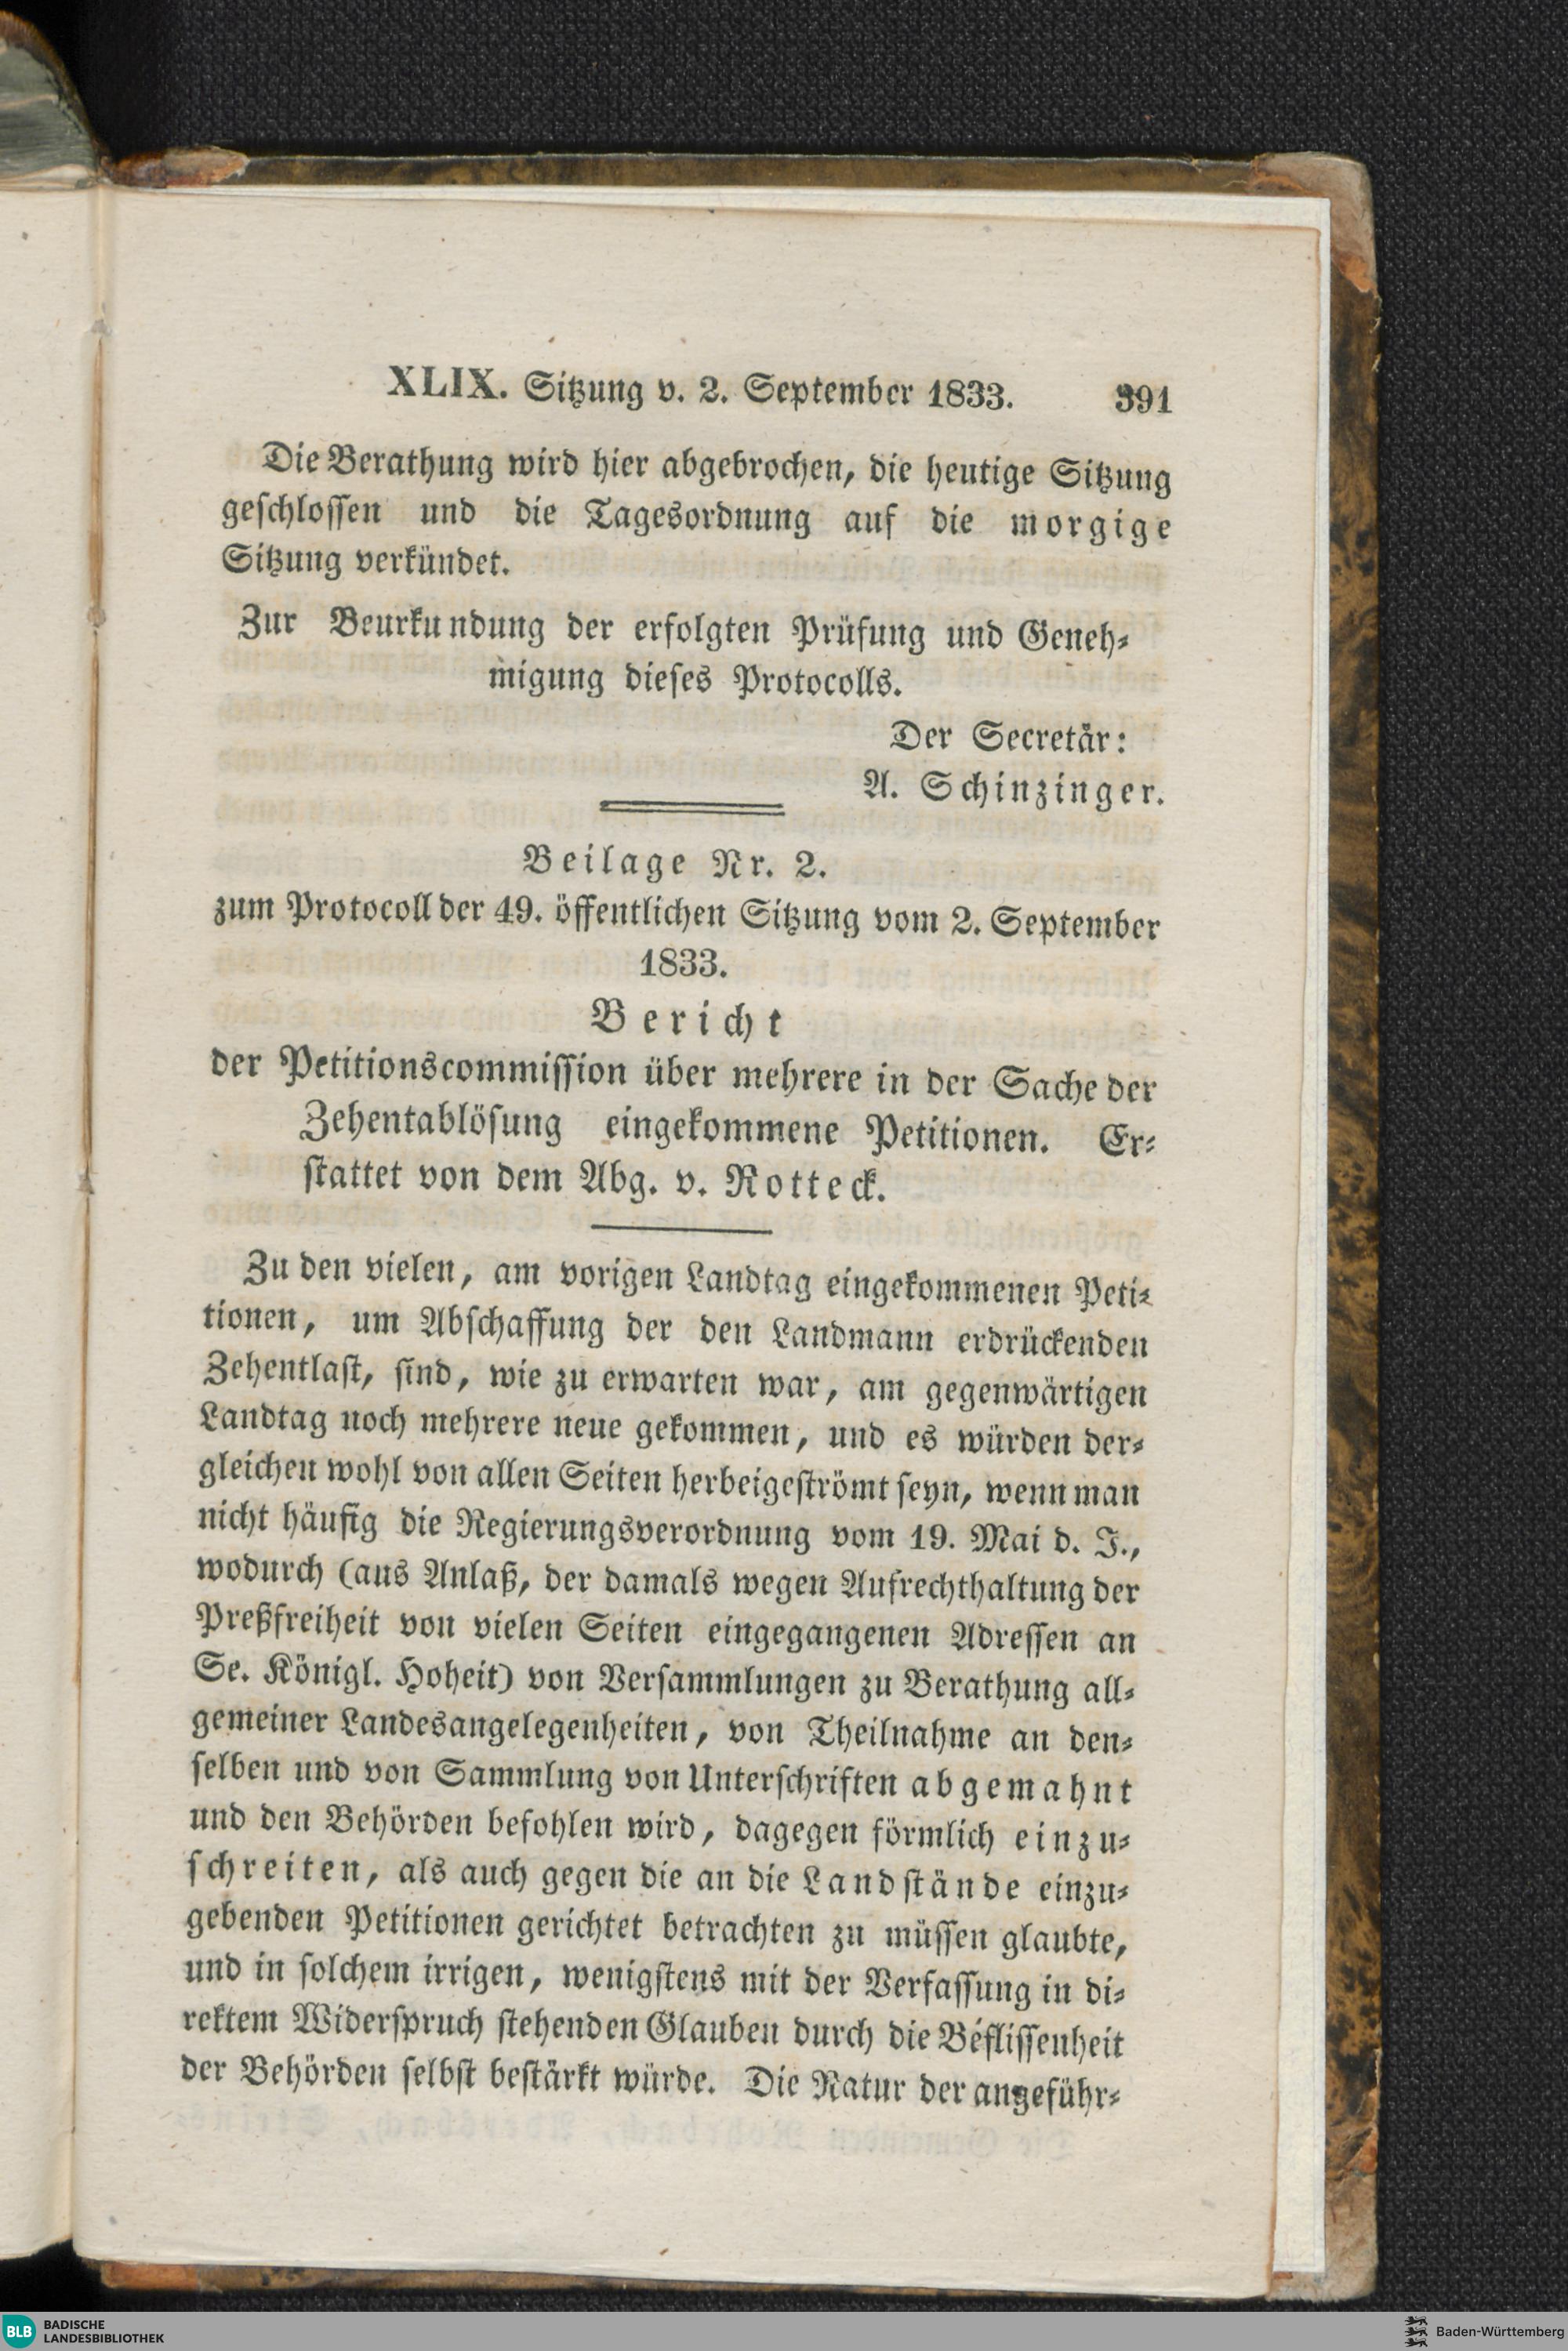 XLIX. Sitzung v. 2. September 1833. 391
Die Berathung wird hier abgebrochen, die heutige Sitzung
geschlossen und die Tagesordnung auf die morgige
Sitzung verkündet.
Zur Beurkundung der erfolgten Prüfung und Geneh-
migung dieses Protocolls.
Der Secretär:
A. Schinzinger.
Beilage Nr. 2.
zum Protocoll der 49. öffentlichen Sitzung vom 2. September
1833.
Bericht
der Petitionscommission über mehrere in der Sache der
Zehentablösung eingekommene Petitionen. Er-
stattet von dem Abg. v. Rotteck.
Zu den vielen, am vorigen Landtag eingekommenen Peti-
tionen, um Abschaffung der den Landmann erdrückenden
Zehentlast, sind, wie zu erwarten war, am gegenwärtigen
Landtag noch mehrere neue gekommen, und es würden der-
gleichen wohl von allen Seiten herbeigeströmt seyn, wenn man
nicht häufig die Regierungsverordnung vom 19. Mai d. J.,
wodurch (aus Anlaß, der damals wegen Aufrechthaltung der
Preßfreiheit von vielen Seiten eingegangenen Adressen an
Se. Königl. Hoheit) von Versammlungen zu Berathung all-
gemeiner Landesangelegenheiten, von Theilnahme an den-
selben und von Sammlung von Unterschriften abgemahnt
und den Behörden befohlen wird, dagegen förmlich einzu-
schreiten, als auch gegen die an die Landstände einzu-
gebenden Petitionen gerichtet betrachten zu müssen glaubte,
und in solchem irrigen, wenigstens mit der Verfassung in di-
rektem Widerspruch stehenden Glauben durch die Beflissenheit
der Behörden selbst bestärkt würde. Die Natur der angeführ-
BLB BADISCHE
LANDESBIBLIOTHEK
Baden-Württemberg